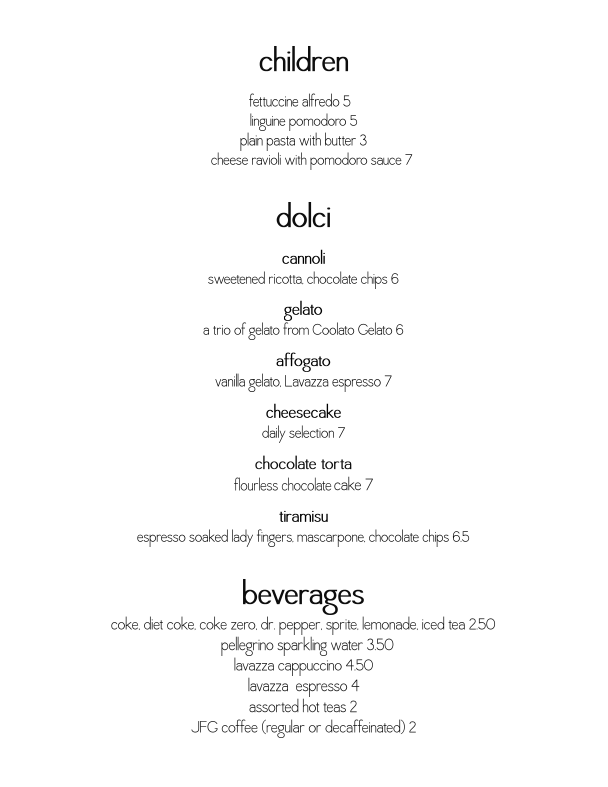 children
fettuccine alfredo 5
linguine pomodoro 5
plain pasta with butter 3
cheese ravioli with pomodoro sauce 7
dolci
cannoli
sweetened ricotta, chocolate chips 6
gelato
a trio of gelato from Coolato Gelato 6
affogato
vanilla gelato, Lavazza espresso 7
cheesecake
daily selection 7
chocolate torta
flourless chocolate cake 7
tiramisu
espresso soaked lady fingers, mascarpone, chocolate chips 6.5
beverages
coke, diet coke, coke zero, dr. pepper, sprite, lemonade, iced tea 2.50
pellegrino sparkling water 3.50
lavazza cappuccino 4.50
lavazza espresso 4
assorted hot teas 2
JFG coffee (regular or decaffeinated) 2